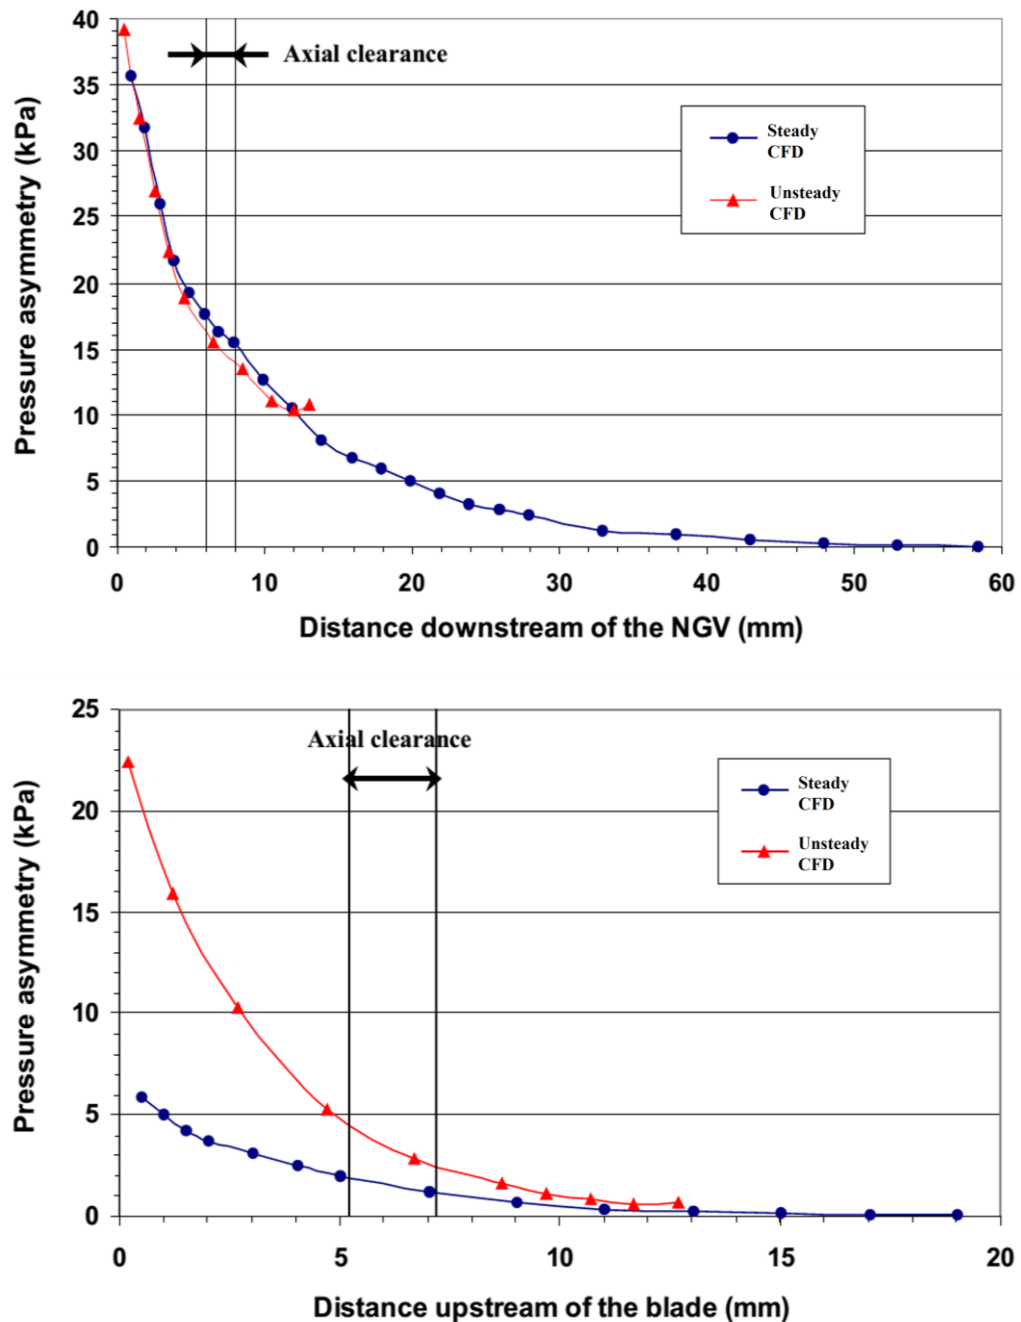 40
Axial clearance
35
Steady
CFD
30
Unsteady
CFD
25
20
15
10
5
0
Pressure asymmetry (kPa)
0 10 20 30 40 50 60
Distance downstream of the NGV (mm)
25
Axial clearance
Steady
CFD
20
Unsteady
CFD
15
10
5
0
Pressure asymmetry (kPa)
0 5 10 15 20
Distance upstream of the blade (mm)